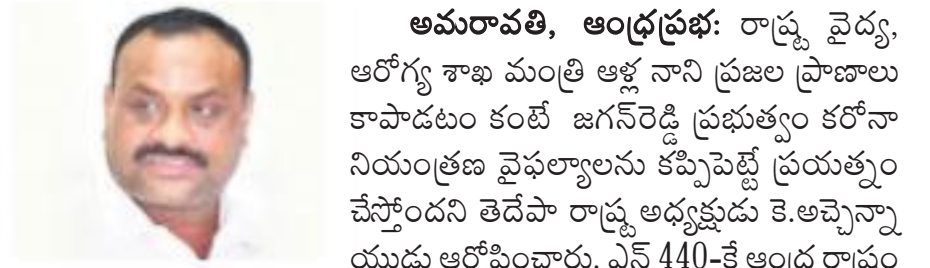 అమరావతి, ఆంధ్రప్రభ: రాష్ట్ర వైద్య,
ఆరోగ్య శాఖ మంత్రి ఆళ్ల నాని ప్రజల ప్రాణాలు
కాపాడటం కంటే జగన్‌రెడ్డి ప్రభుత్వం కరోనా
నియంత్రణ వైఫల్యాలను కప్పిపెట్టే ప్రయత్నం
చేస్తోందని తెదేపా రాష్ట్ర అధ్యక్షుడు కె.అచ్చెన్నా
యుడు ఆరోపించారు. ఎన్ 440-కే ఆంధ్ర రాష్ట్రం